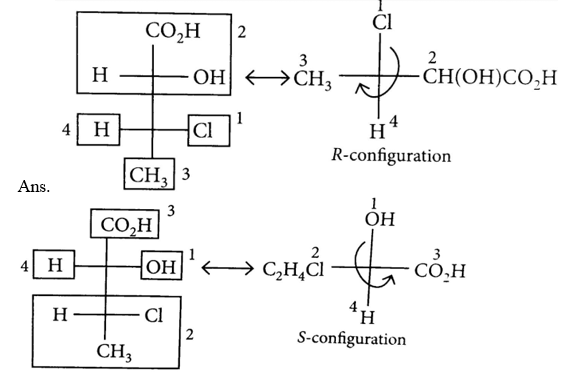 CO₂H 2
H OH
4 H Cl 1
CH₃ 3
1
Cl
3 2
CH₃ CH(OH)CO₂H
H 4
R-configuration
Ans.
CO₂H 3
4 H OH 1
H Cl
2
CH₃
1
OH
2 3
C₂H₄Cl CO₂H
4 H
S-configuration